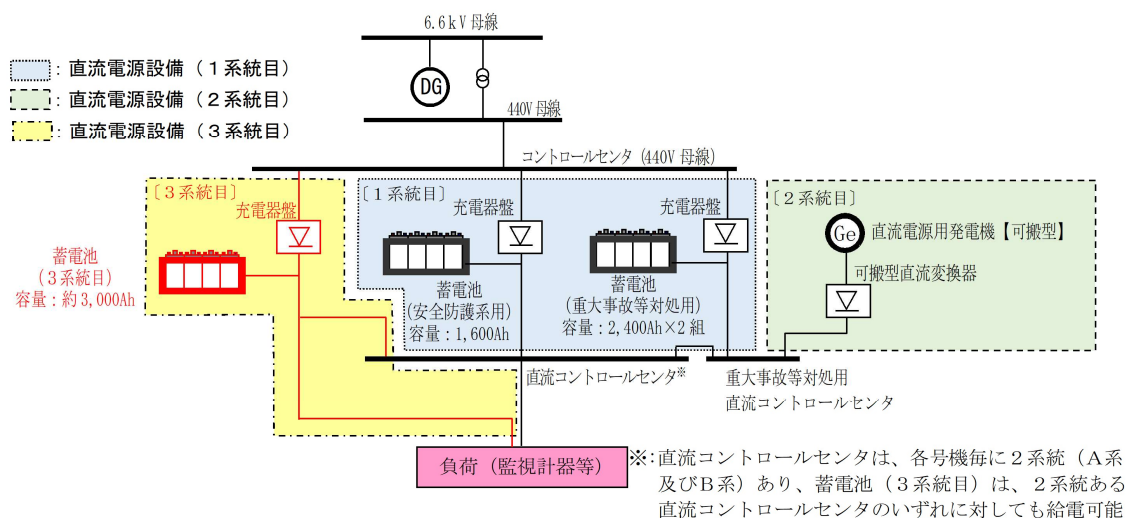 6.6kV 母線
：直流電源設備（１系統目）
：直流電源設備（２系統目）
：直流電源設備（３系統目）
DG
440V 母線
コントロールセンタ（440V 母線）
〔３系統目〕
〔１系統目〕
〔２系統目〕
充電器盤
充電器盤
充電器盤
Ge
直流電源用発電機【可搬型】
可搬型直流変換器
蓄電池
（３系統目）
容量：約3,000Ah
蓄電池
（安全防護系用）
容量：1,600Ah
蓄電池
（重大事故等対処用）
容量：2,400Ah×２組
直流コントロールセンタ※
重大事故等対処用
直流コントロールセンタ
負荷（監視計器等）
※：直流コントロールセンタは、各号機毎に２系統（Ａ系
及びＢ系）あり、蓄電池（３系統目）は、２系統ある
直流コントロールセンタのいずれに対しても給電可能